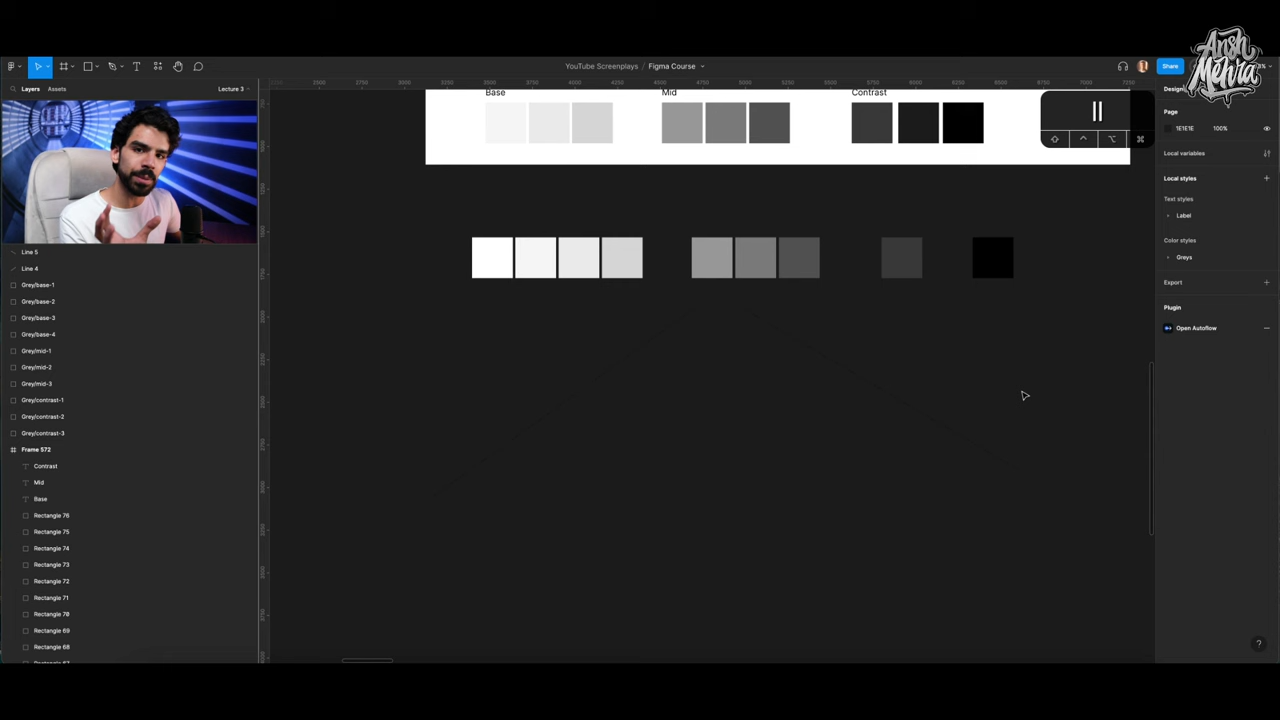 Ansh
Mehra
YouTube Screenplays / Figma Course
Share
Layers
Assets
Lecture 3
Design
Base
Mid
Contrast
Page
1E1E1E
100%
Local variables
Local styles
Text styles
Label
Color styles
Greys
Export
Plugin
Open Autoflow
Line 5
Line 4
Grey/base-1
Grey/base-2
Grey/base-3
Grey/base-4
Grey/mid-1
Grey/mid-2
Grey/mid-3
Grey/contrast-1
Grey/contrast-2
Grey/contrast-3
Frame 572
Contrast
Mid
Base
Rectangle 76
Rectangle 75
Rectangle 74
Rectangle 73
Rectangle 72
Rectangle 71
Rectangle 70
Rectangle 69
Rectangle 68